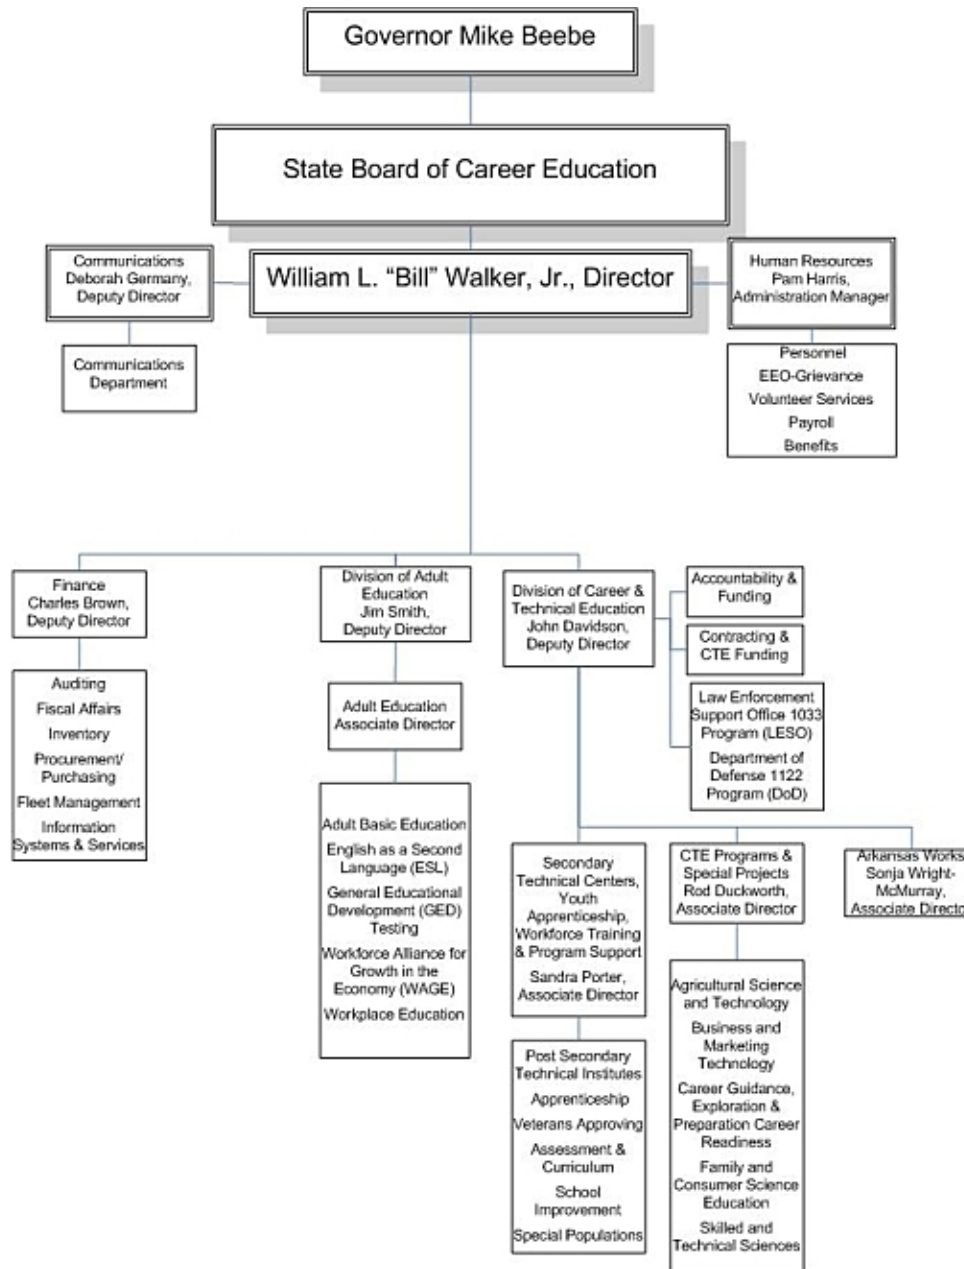 Governor Mike Beebe
State Board of Career Education
Communications
Deborah Germany,
Deputy Director
William L. “Bill” Walker, Jr., Director
Human Resources
Pam Harris,
Administration Manager
Communications
Department
Personnel
EEO-Grievance
Volunteer Services
Payroll
Benefits
Finance
Charles Brown,
Deputy Director
Auditing
Fiscal Affairs
Inventory
Procurement/
Purchasing
Fleet Management
Information
Systems & Services
Division of Adult
Education
Jim Smith,
Deputy Director
Adult Education
Associate Director
Adult Basic Education
English as a Second
Language (ESL)
General Educational
Development (GED)
Testing
Workforce Alliance for
Growth in the
Economy (WAGE)
Workplace Education
Division of Career &
Technical Education
John Davidson,
Deputy Director
Accountability &
Funding
Contracting &
CTE Funding
Law Enforcement
Support Office 1033
Program (LESO)
Department of
Defense 1122
Program (DoD)
Secondary
Technical Centers,
Youth
Apprenticeship,
Workforce Training
& Program Support
Sandra Porter,
Associate Director
Post Secondary
Technical Institutes
Apprenticeship
Veterans Approving
Assessment &
Curriculum
School
Improvement
Special Populations
CTE Programs &
Special Projects
Rod Duckworth,
Associate Director
Agricultural Science
and Technology
Business and
Marketing
Technology
Career Guidance,
Exploration &
Preparation Career
Readiness
Family and
Consumer Science
Education
Skilled and
Technical Sciences
Arkansas Works
Sonja Wright-
McMurray,
Associate Directo